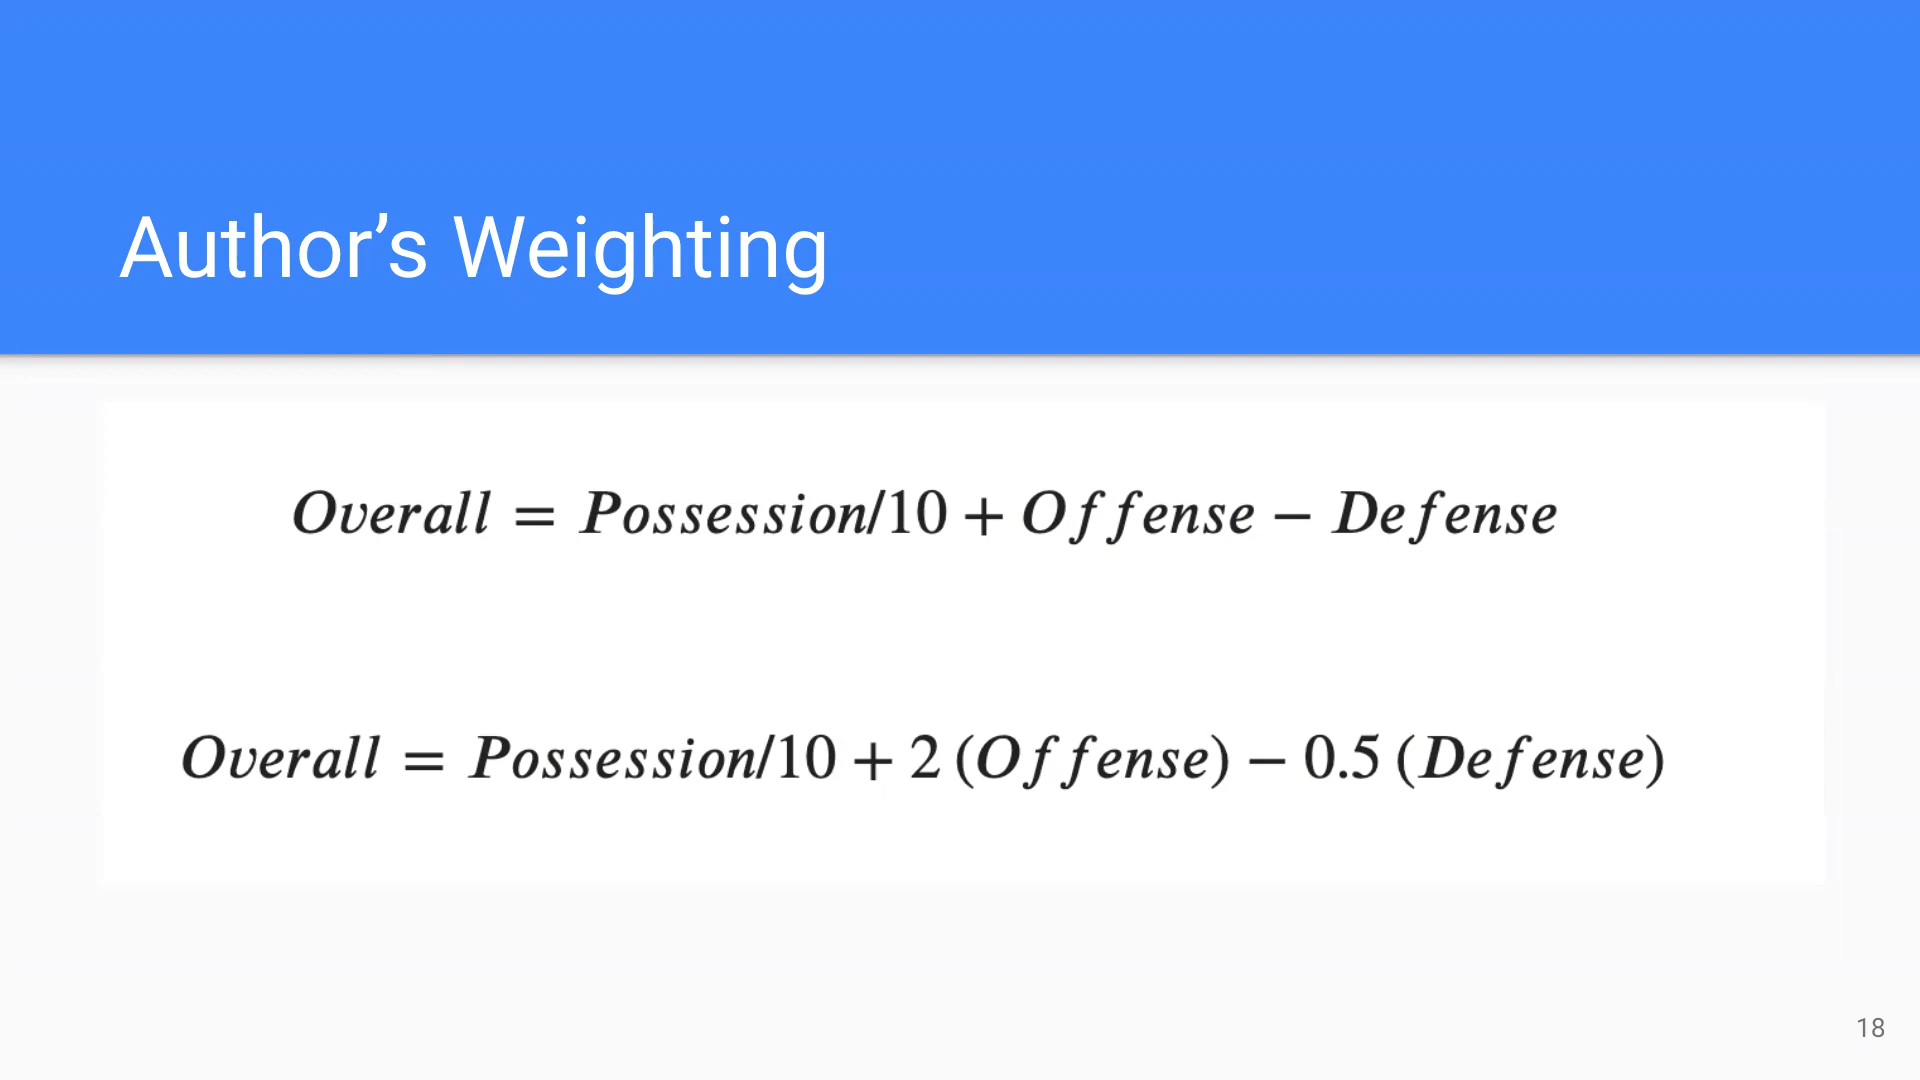 Author’s Weighting
Overall = Possession/10 + Offense − Defense
Overall = Possession/10 + 2 (Offense) − 0.5 (Defense)
18